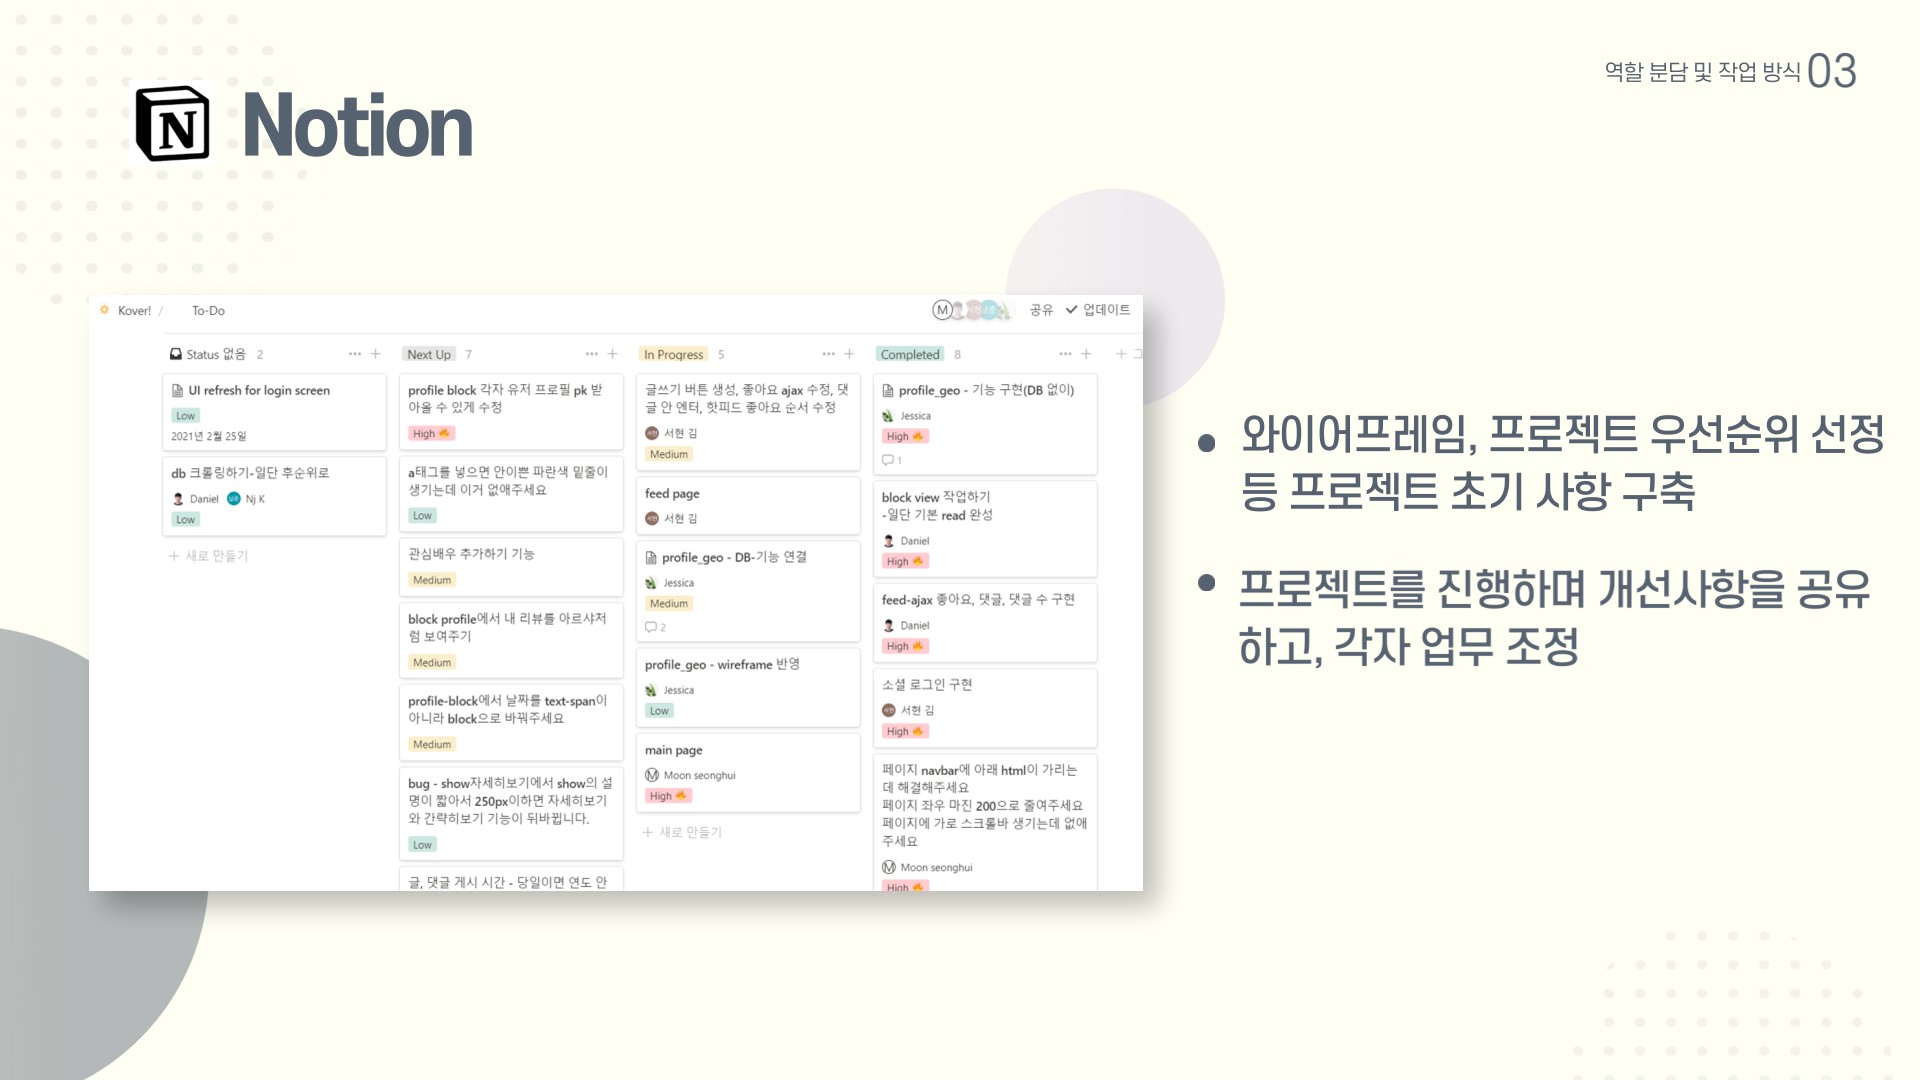 역할 분담 및 작업 방식 03
N Notion
Kover! / To-Do
M 공유 업데이트
Status 없음 2
UI refresh for login screen
Low
2021년 2월 25일
db 크롤링하기-일단 후순위로
Daniel Nj K
Low
+ 새로 만들기
Next Up 7
profile block 각자 유저 프로필 pk 받
아올 수 있게 수정
High
a태그를 넣으면 안이쁜 파란색 밑줄이
생기는데 이거 없애주세요
Low
관심배우 추가하기 기능
Medium
block profile에서 내 리뷰를 아르샤처
럼 보여주기
Medium
profile-block에서 날짜를 text-span이
아니라 block으로 바꿔주세요
Medium
bug - show자세히보기에서 show의 설
명이 짧아서 250px이하면 자세히보기
와 간략히보기 기능이 뒤바뀝니다.
Low
글, 댓글 게시 시간 - 당일이면 연도 안
In Progress 5
글쓰기 버튼 생성, 좋아요 ajax 수정, 댓
글 안 엔터, 핫피드 좋아요 순서 수정
서현 김
Medium
feed page
서현 김
profile_geo - DB-기능 연결
Jessica
Medium
2
profile_geo - wireframe 반영
Jessica
Low
main page
Moon seonghui
High
+ 새로 만들기
Completed 8
profile_geo - 기능 구현(DB 없이)
Jessica
High
1
block view 작업하기
-일단 기본 read 완성
Daniel
High
feed-ajax 좋아요, 댓글, 댓글 수 구현
Daniel
High
소셜 로그인 구현
서현 김
High
페이지 navbar에 아래 html이 가리는
데 해결해주세요
페이지 좌우 마진 200으로 줄여주세요
페이지에 가로 스크롤바 생기는데 없애
주세요
Moon seonghui
High
• 와이어프레임, 프로젝트 우선순위 선정
등 프로젝트 초기 사항 구축
• 프로젝트를 진행하며 개선사항을 공유
하고, 각자 업무 조정